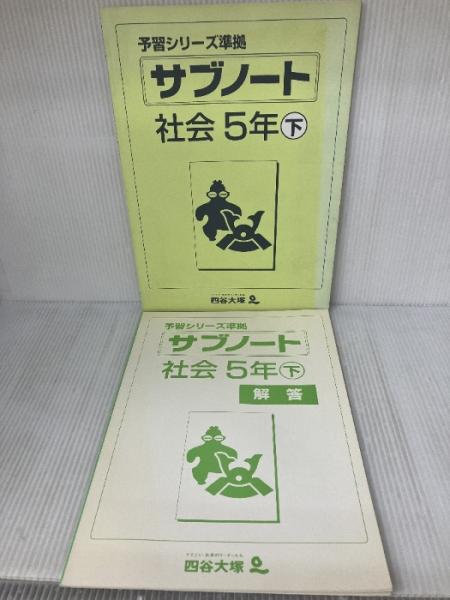 予習シリーズ準拠
サブノート
社会 5年下
四谷大塚
予習シリーズ準拠
サブノート
社会 5年下
解答
四谷大塚